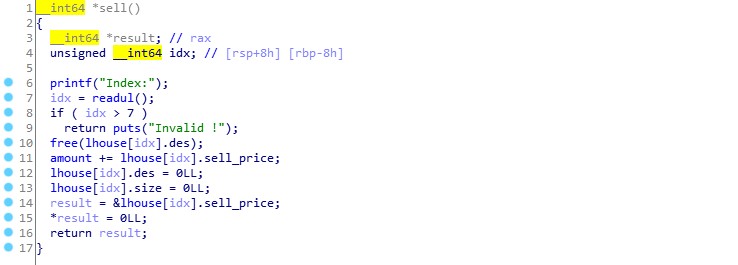 1 __int64 *sell()
2 {
3 __int64 *result; // rax
4 unsigned __int64 idx; // [rsp+8h] [rbp-8h]
5
6 printf("Index:");
7 idx = readul();
8 if ( idx > 7 )
9 return puts("Invalid !");
10 free(lhouse[idx].des);
11 amount += lhouse[idx].sell_price;
12 lhouse[idx].des = 0LL;
13 lhouse[idx].size = 0LL;
14 result = &lhouse[idx].sell_price;
15 *result = 0LL;
16 return result;
17 }